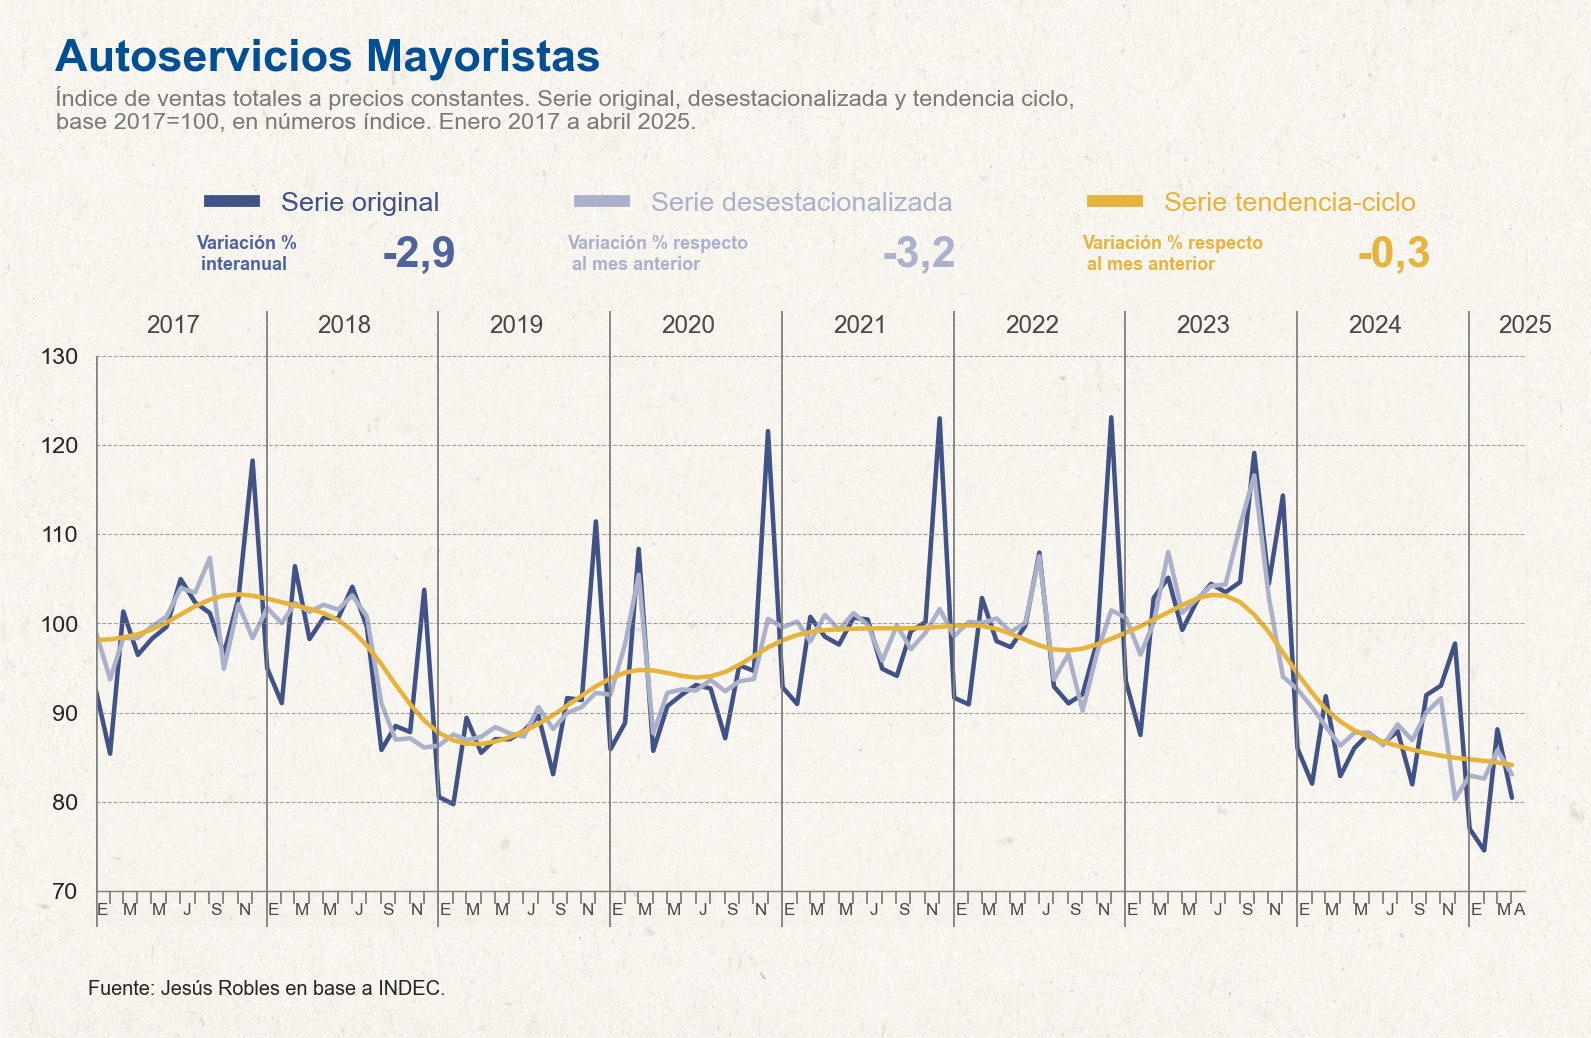 Autoservicios Mayoristas
Índice de ventas totales a precios constantes. Serie original, desestacionalizada y tendencia ciclo,
base 2017=100, en números índice. Enero 2017 a abril 2025.
Serie original Serie desestacionalizada Serie tendencia-ciclo
Variación % interanual -2,9
Variación % respecto al mes anterior -3,2
Variación % respecto al mes anterior -0,3
2017 2018 2019 2020 2021 2022 2023 2024 2025
130
120
110
100
90
80
70
E M M J S N E M M J S N E M M J S N E M M J S N E M M J S N E M M J S N E M M J S N E M M J S N E M A
Fuente: Jesús Robles en base a INDEC.